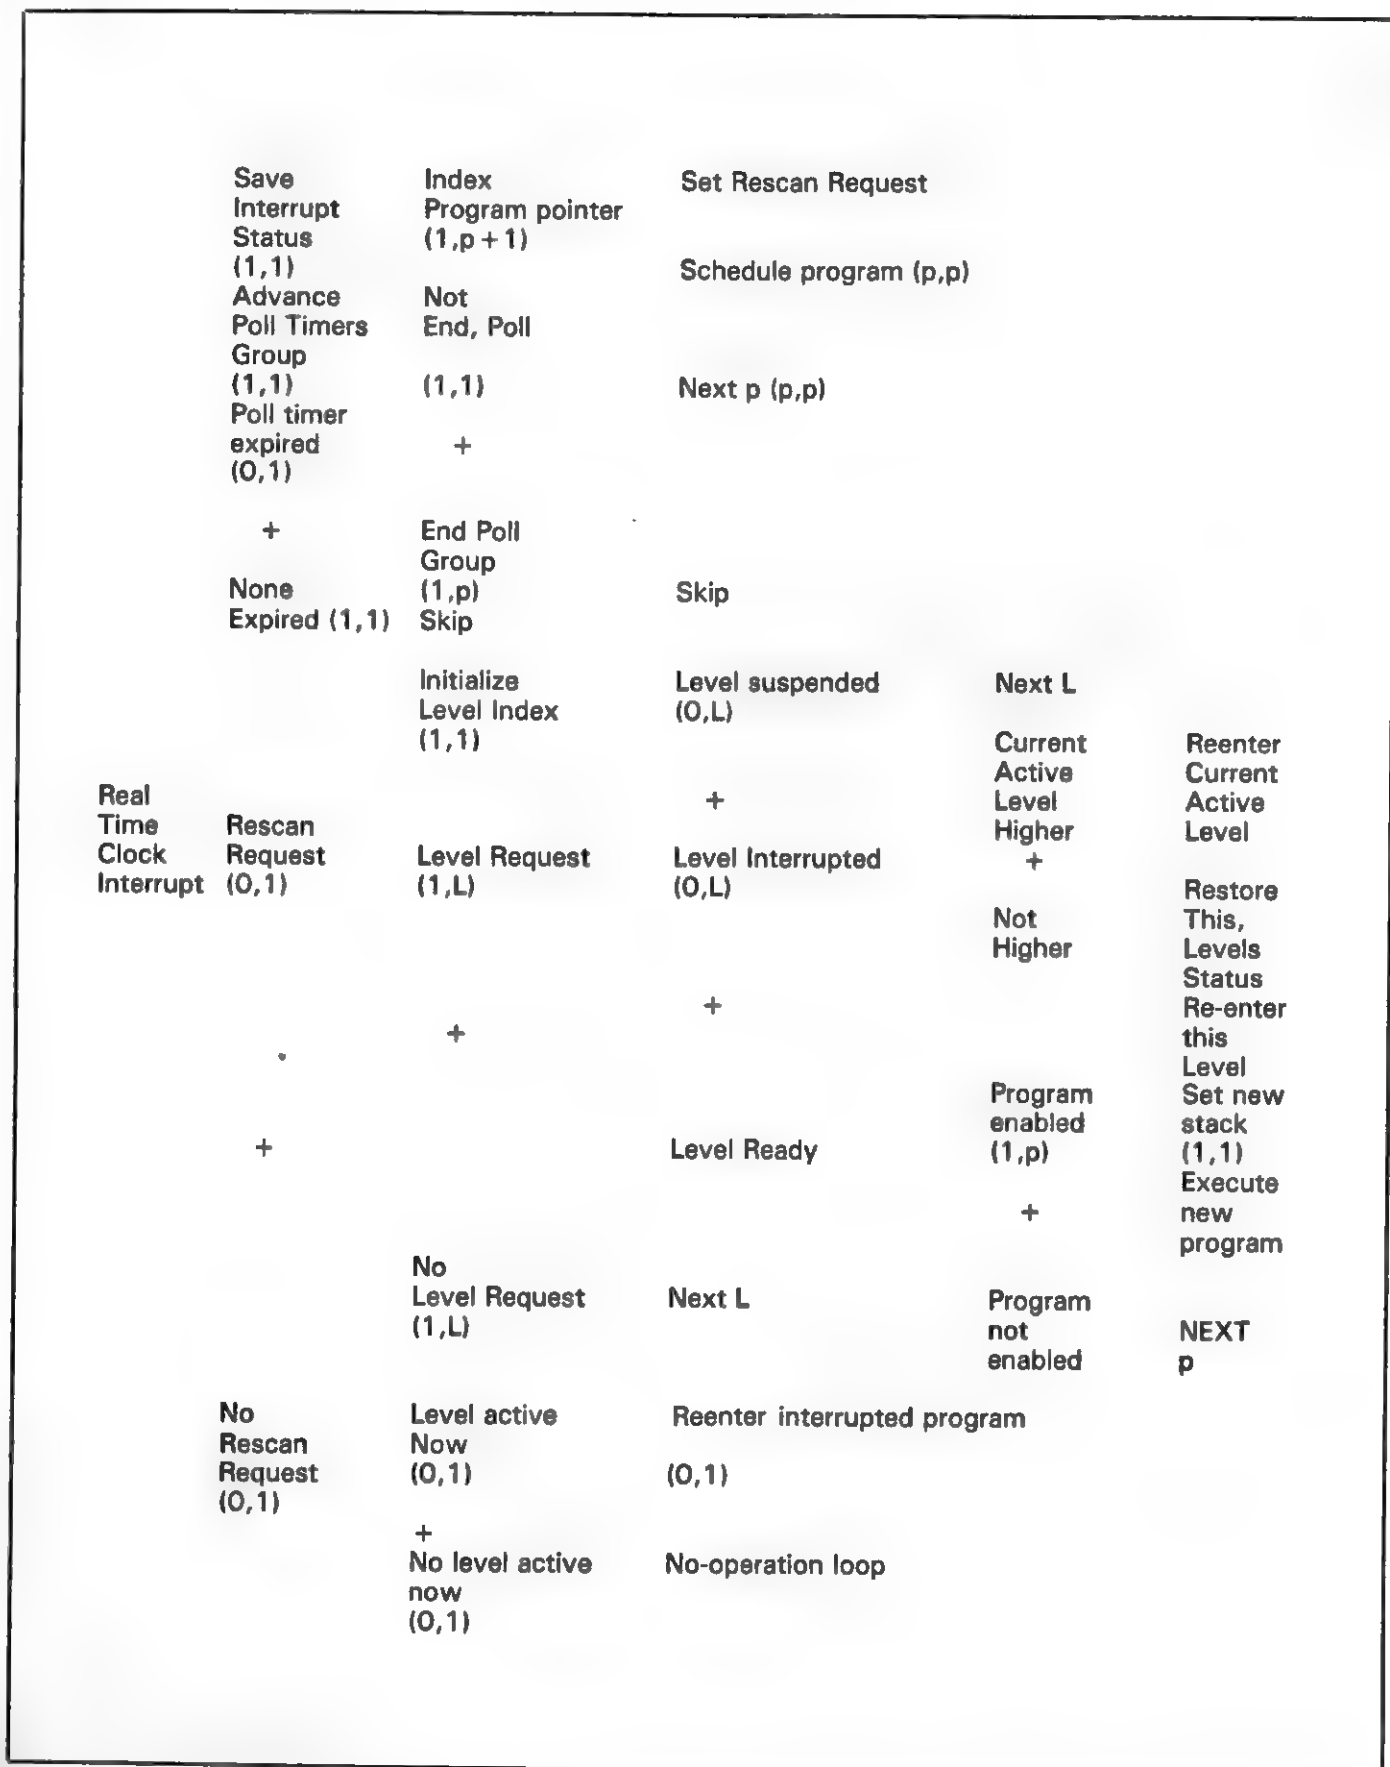 Save
Interrupt
Status
(1,1)
Advance
Poll Timers
Group
(1,1)
Poll timer
expired
(0,1)
+
None
Expired (1,1)
Index
Program pointer
(1,p+1)
Not
End, Poll
(1,1)
+
End Poll
Group
(1,p)
Skip
Set Rescan Request
Schedule program (p,p)
Next p (p,p)
Skip
Real
Time
Clock
Interrupt
Rescan
Request
(0,1)
+
Initialize
Level Index
(1,1)
Level Request
(1,L)
+
No
Level Request
(1,L)
Level suspended
(0,L)
+
Level Interrupted
(0,L)
+
Level Ready
Next L
Next L
Current
Active
Level
Higher
+
Not
Higher
Program
enabled
(1,p)
+
Program
not
enabled
Reenter
Current
Active
Level
Restore
This,
Levels
Status
Re-enter
this
Level
Set new
stack
(1,1)
Execute
new
program
NEXT
p
No
Rescan
Request
(0,1)
Level active
Now
(0,1)
+
No level active
now
(0,1)
Reenter interrupted program
(0,1)
No-operation loop